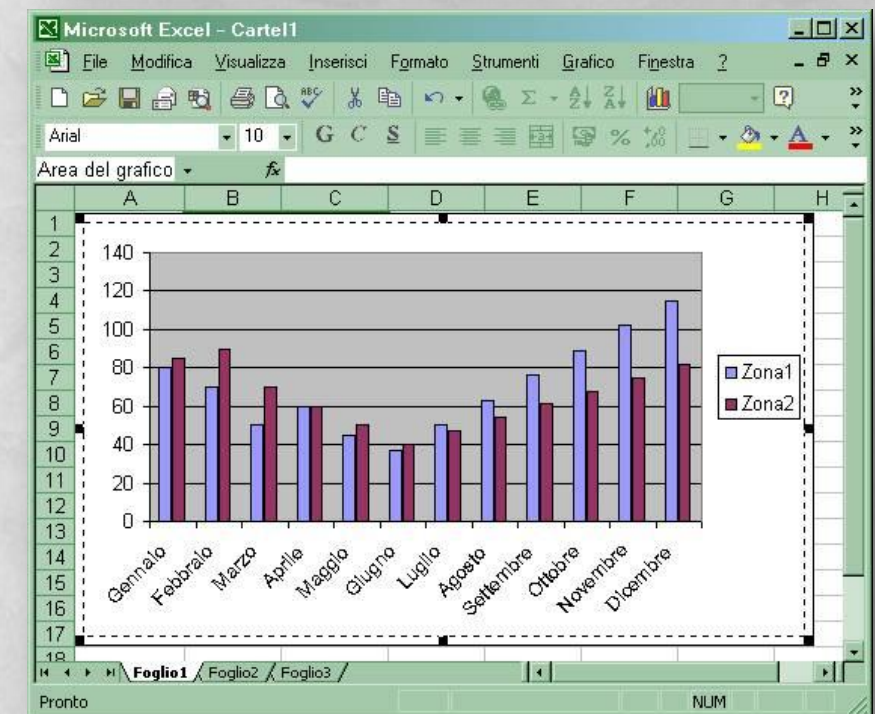 Microsoft Excel - Cartel1
File Modifica Visualizza Inserisci Formato Strumenti Grafico Finestra ?
Arial 10 G C S
Area del grafico fx
A B C D E F G H
1
2
3
4
5
6
7
8
9
10
11
12
13
14
15
16
17
18
140
120
100
80
60
40
20
0
Gennaio Febbraio Marzo Aprile Maggio Giugno Luglio Agosto Settembre Ottobre Novembre Dicembre
Zona1
Zona2
Foglio1 Foglio2 Foglio3
Pronto NUM